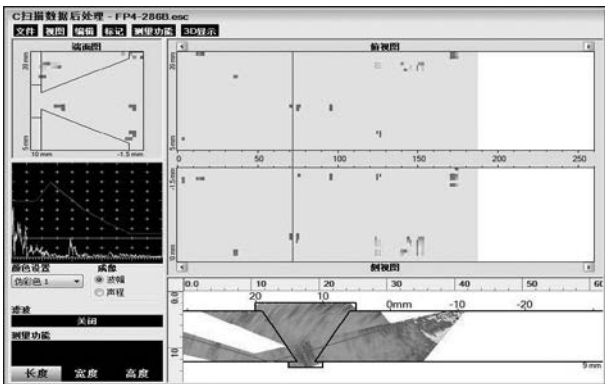 C扫描数据后处理 - FP4-286B.esc
文件 视图 编辑 标记 测量功能 3D显示
端面图
俯视图
20 mm
5 mm
10 mm
-1.5 mm
20 mm
5 mm
0 50 100 150 200 250
-1.5 mm
0 mm
侧视图
颜色设置 成像
伪彩色 1
波幅
声程
滤波
关闭
测量功能
长度 宽度 高度
0.0 10 20 30 40 50 60
20 10 0mm -10 -20
0.0
10
9 mm